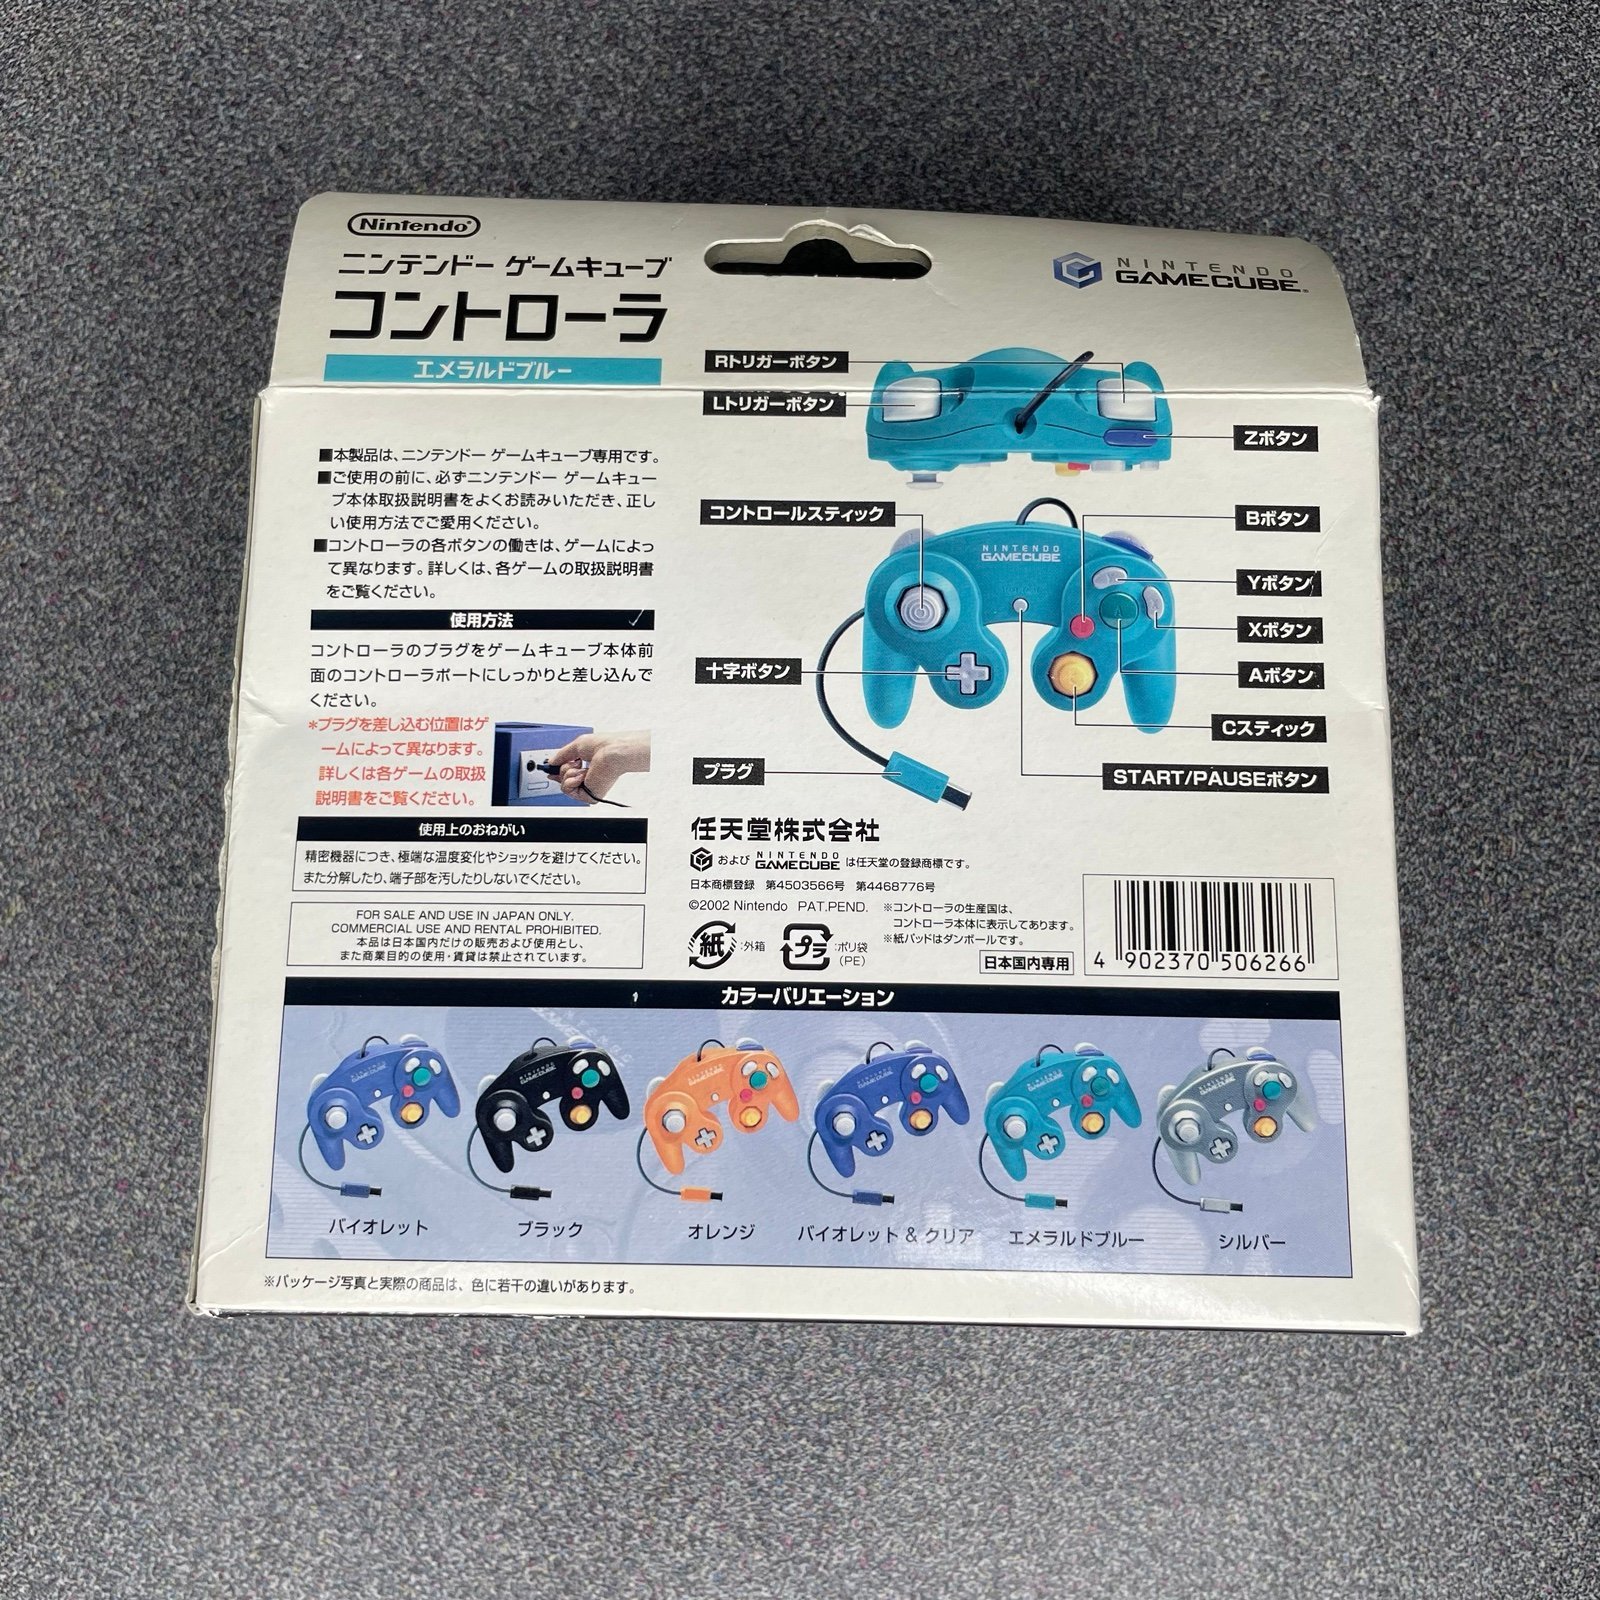 Nintendo
ニンテンドー ゲームキューブ
コントローラ
エメラルドブルー
NINTENDO
GAMECUBE
■本製品は、ニンテンドー ゲームキューブ専用です。
■ご使用の前に、必ずニンテンドー ゲームキュー
ブ本体取扱説明書をよくお読みいただき、正し
い使用方法でご愛用ください。
■コントローラの各ボタンの働きは、ゲームによっ
て異なります。詳しくは、各ゲームの取扱説明書
をご覧ください。
使用方法
コントローラのプラグをゲームキューブ本体前
面のコントローラポートにしっかりと差し込んで
ください。
*プラグを差し込む位置はゲ
ームによって異なります。
詳しくは各ゲームの取扱
説明書をご覧ください。
使用上のおねがい
精密機器につき、極端な温度変化やショックを避けてください。
また分解したり、端子部を汚したりしないでください。
FOR SALE AND USE IN JAPAN ONLY.
COMMERCIAL USE AND RENTAL PROHIBITED.
本品は日本国内だけの販売および使用とし、
また商業目的の使用・賃貸は禁止されています。
Rトリガーボタン
Lトリガーボタン
Zボタン
コントロールスティック
Bボタン
NINTENDO
GAMECUBE
Yボタン
Xボタン
十字ボタン
Aボタン
Cスティック
プラグ
START/PAUSEボタン
任天堂株式会社
および NINTENDO GAMECUBE は任天堂の登録商標です。
日本商標登録 第4503566号 第4468776号
©2002 Nintendo PAT.PEND.
※コントローラの生産国は、
コントローラ本体に表示してあります。
※紙パッドはダンボールです。
紙 :外箱
プラ :ポリ袋
(PE)
日本国内専用
4 902370 506266
カラーバリエーション
バイオレット
ブラック
オレンジ
バイオレット & クリア
エメラルドブルー
シルバー
※パッケージ写真と実際の商品は、色に若干の違いがあります。